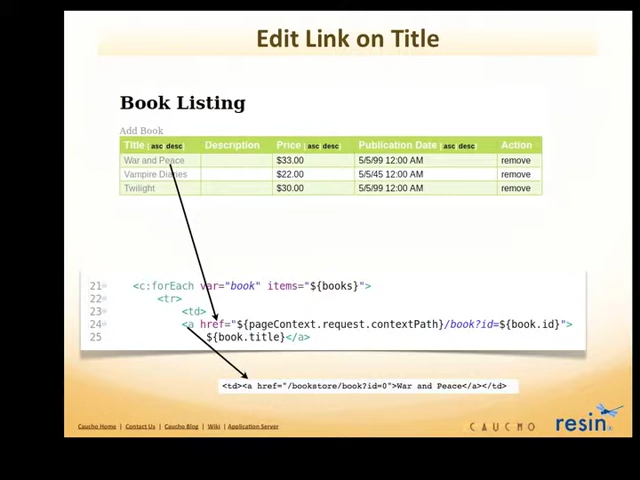 Edit Link on Title
Book Listing
Add Book
Title [asc|desc] Description Price [asc|desc] Publication Date [asc|desc] Action
War and Peace $33.00 5/5/99 12:00 AM remove
Vampire Diaries $22.00 5/5/45 12:00 AM remove
Twilight $30.00 5/5/99 12:00 AM remove
21 <c:forEach var="book" items="${books}">
22 <tr>
23 <td>
24 <a href="${pageContext.request.contextPath}/book?id=${book.id}">
25 ${book.title}</a>
<td><a href="/bookstore/book?id=0">War and Peace</a></td>
Caucho Home | Contact Us | Caucho Blog | Wiki | Application Server
CAUCHO
resin